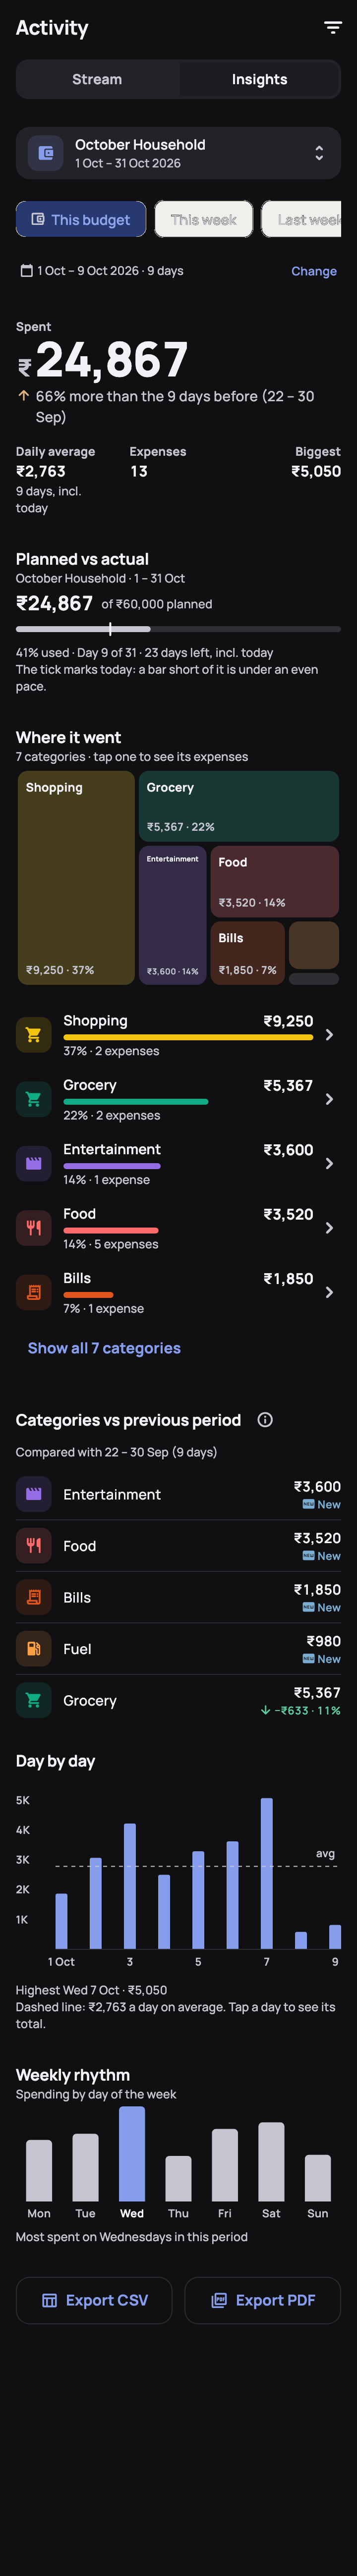 Activity
Stream
Insights
October Household
1 Oct – 31 Oct 2026
This budget
This week
Last week
1 Oct – 9 Oct 2026 · 9 days
Change
Spent
₹24,867
66% more than the 9 days before (22 – 30
Sep)
Daily average
Expenses
Biggest
₹2,763
13
₹5,050
9 days, incl.
today
Planned vs actual
October Household · 1 – 31 Oct
₹24,867 of ₹60,000 planned
41% used · Day 9 of 31 · 23 days left, incl. today
The tick marks today: a bar short of it is under an even
pace.
Where it went
7 categories · tap one to see its expenses
Shopping
₹9,250 · 37%
Grocery
₹5,367 · 22%
Entertainment
₹3,600 · 14%
Food
₹3,520 · 14%
Bills
₹1,850 · 7%
Shopping
₹9,250
37% · 2 expenses
Grocery
₹5,367
22% · 2 expenses
Entertainment
₹3,600
14% · 1 expense
Food
₹3,520
14% · 5 expenses
Bills
₹1,850
7% · 1 expense
Show all 7 categories
Categories vs previous period
Compared with 22 – 30 Sep (9 days)
Entertainment
₹3,600
New
Food
₹3,520
New
Bills
₹1,850
New
Fuel
₹980
New
Grocery
₹5,367
−₹633 · 11%
Day by day
5K
4K
3K
2K
1K
avg
1 Oct
3
5
7
9
Highest Wed 7 Oct · ₹5,050
Dashed line: ₹2,763 a day on average. Tap a day to see its
total.
Weekly rhythm
Spending by day of the week
Mon
Tue
Wed
Thu
Fri
Sat
Sun
Most spent on Wednesdays in this period
Export CSV
Export PDF